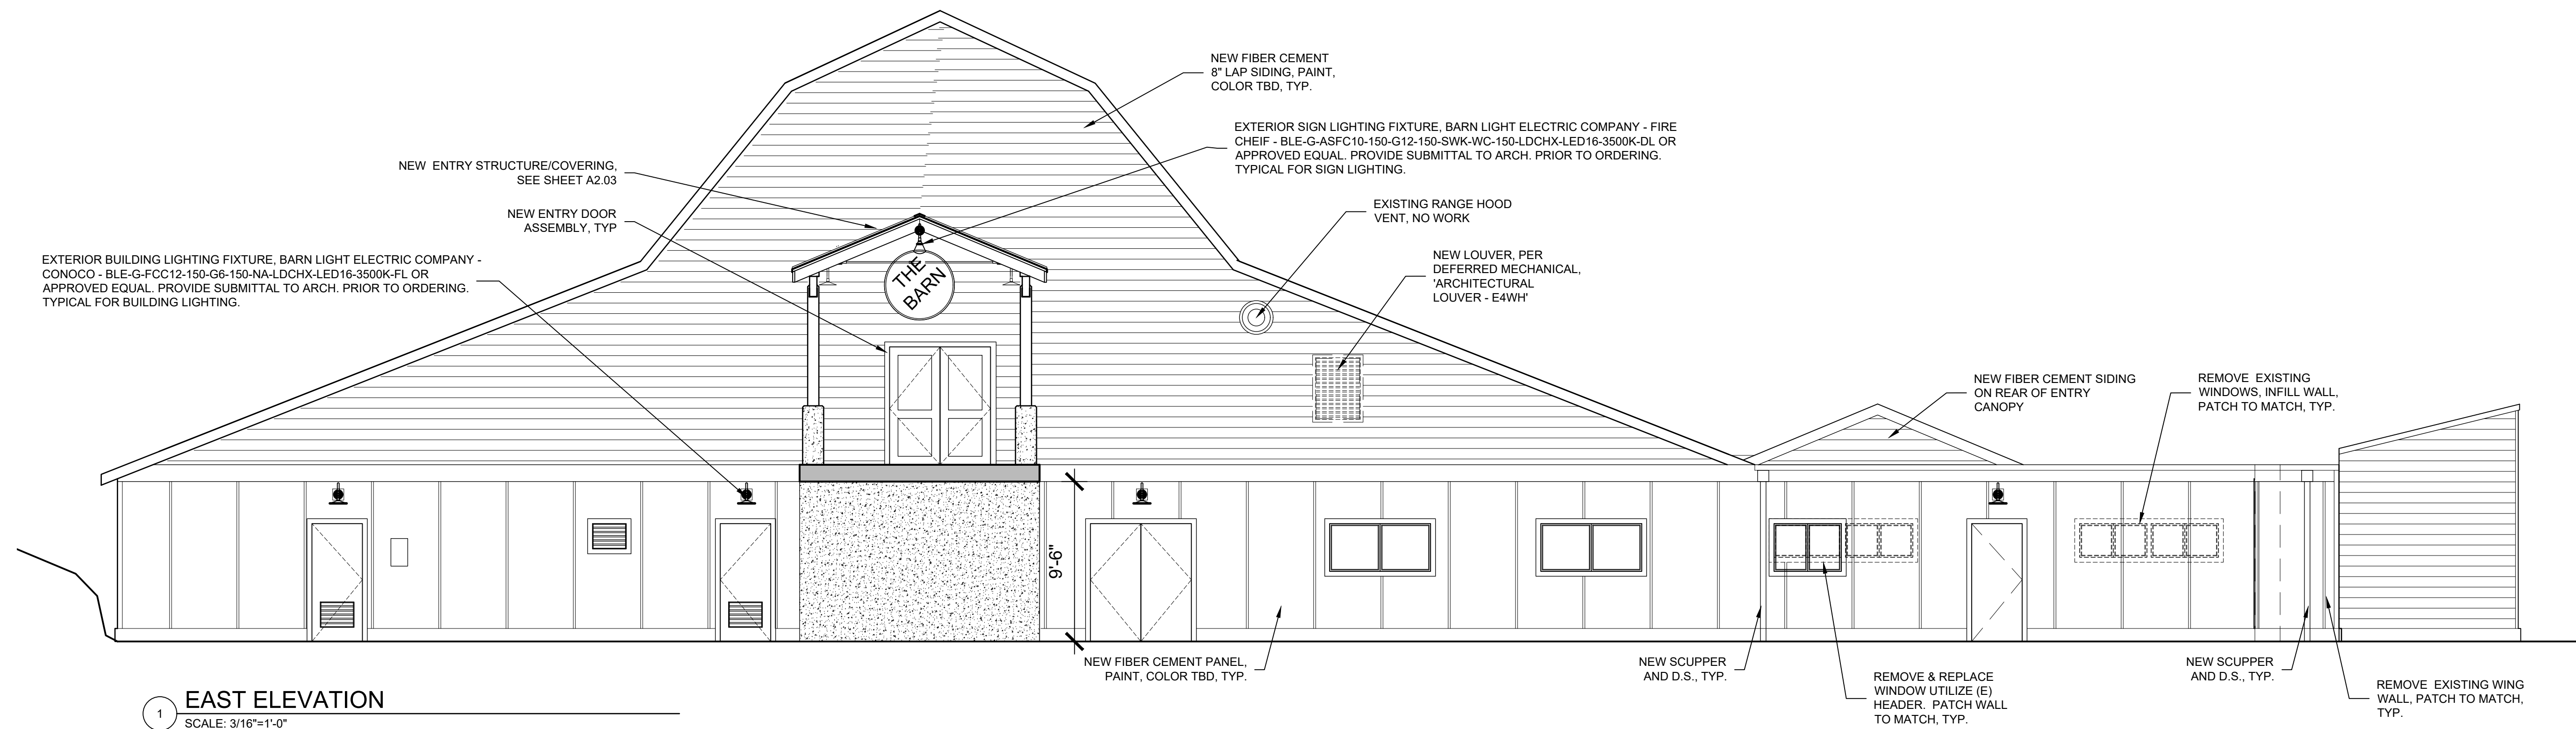 NEW FIBER CEMENT
8" LAP SIDING, PAINT,
COLOR TBD, TYP.
EXTERIOR SIGN LIGHTING FIXTURE, BARN LIGHT ELECTRIC COMPANY - FIRE
CHEIF - BLE-G-ASFC10-150-G12-150-SWK-WC-150-LDCHX-LED16-3500K-DL OR
APPROVED EQUAL. PROVIDE SUBMITTAL TO ARCH. PRIOR TO ORDERING.
TYPICAL FOR SIGN LIGHTING.
NEW  ENTRY STRUCTURE/COVERING,
SEE SHEET A2.03
NEW ENTRY DOOR
ASSEMBLY, TYP
EXISTING RANGE HOOD
VENT, NO WORK
EXTERIOR BUILDING LIGHTING FIXTURE, BARN LIGHT ELECTRIC COMPANY -
CONOCO - BLE-G-FCC12-150-G6-150-NA-LDCHX-LED16-3500K-FL OR
APPROVED EQUAL. PROVIDE SUBMITTAL TO ARCH. PRIOR TO ORDERING.
TYPICAL FOR BUILDING LIGHTING.
THE
BARN
NEW LOUVER, PER
DEFERRED MECHANICAL,
'ARCHITECTURAL
LOUVER - E4WH'
NEW FIBER CEMENT SIDING
ON REAR OF ENTRY
CANOPY
REMOVE  EXISTING
WINDOWS, INFILL WALL,
PATCH TO MATCH, TYP.
9'-6"
NEW FIBER CEMENT PANEL,
PAINT, COLOR TBD, TYP.
NEW SCUPPER
AND D.S., TYP.
REMOVE & REPLACE
WINDOW UTILIZE (E)
HEADER.  PATCH WALL
TO MATCH, TYP.
NEW SCUPPER
AND D.S., TYP.
REMOVE  EXISTING WING
WALL, PATCH TO MATCH,
TYP.
1
EAST ELEVATION
SCALE: 3/16"=1'-0"